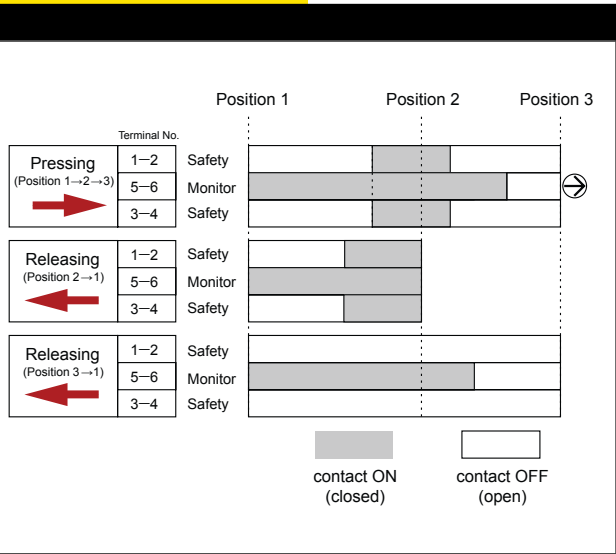 Position 1 Position 2 Position 3
Terminal No.
Pressing
(Position 1→2→3)
1—2 Safety
5—6 Monitor
3—4 Safety
Releasing
(Position 2→1)
1—2 Safety
5—6 Monitor
3—4 Safety
Releasing
(Position 3→1)
1—2 Safety
5—6 Monitor
3—4 Safety
contact ON
(closed)
contact OFF
(open)